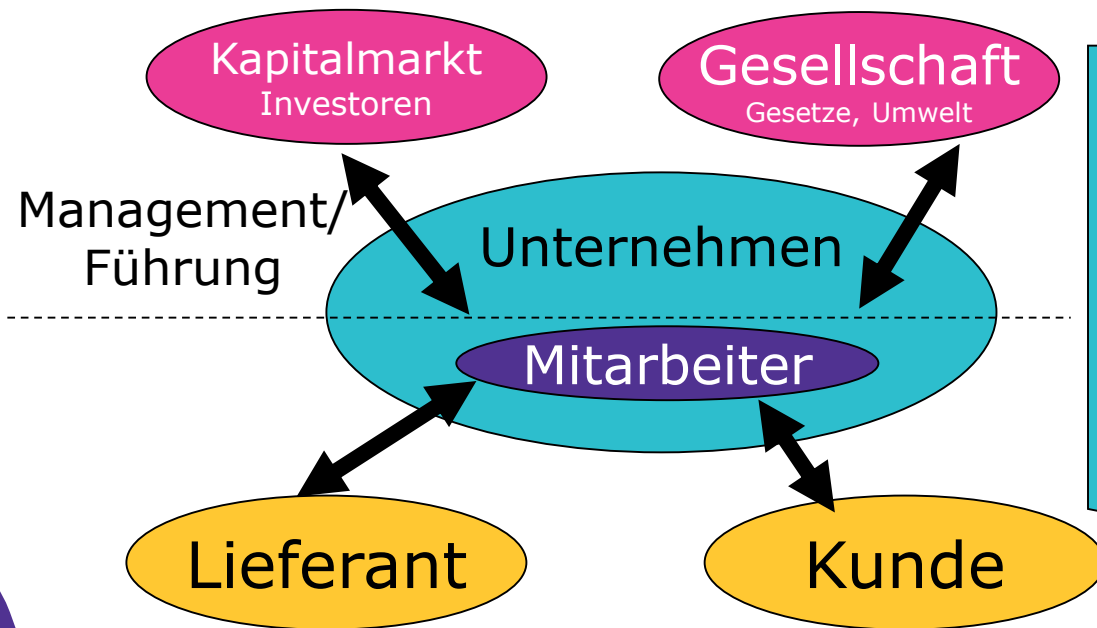 Kapitalmarkt
Investoren
Gesellschaft
Gesetze, Umwelt
Management/
Führung
Unternehmen
Mitarbeiter
Lieferant
Kunde